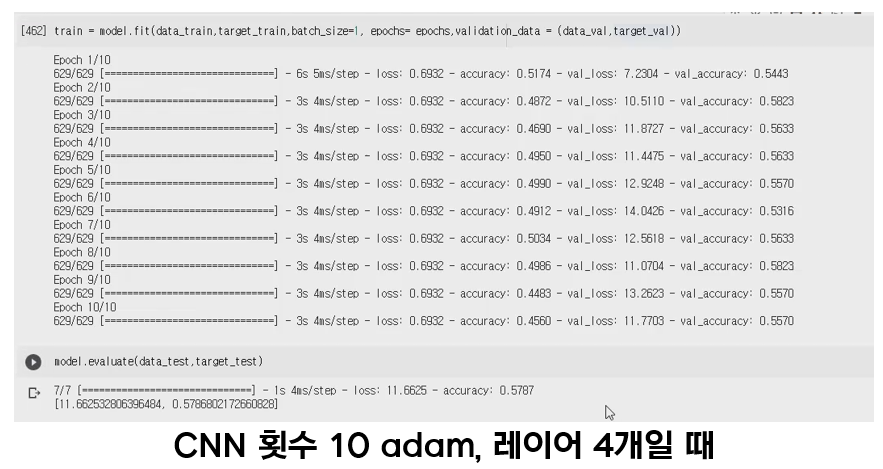 [462] train = model.fit(data_train,target_train,batch_size=1, epochs= epochs,validation_data = (data_val,target_val))
Epoch 1/10
629/629 [==============================] - 6s 5ms/step - loss: 0.6932 - accuracy: 0.5174 - val_loss: 7.2304 - val_accuracy: 0.5443
Epoch 2/10
629/629 [==============================] - 3s 4ms/step - loss: 0.6932 - accuracy: 0.4872 - val_loss: 10.5110 - val_accuracy: 0.5823
Epoch 3/10
629/629 [==============================] - 3s 4ms/step - loss: 0.6932 - accuracy: 0.4690 - val_loss: 11.8727 - val_accuracy: 0.5633
Epoch 4/10
629/629 [==============================] - 3s 4ms/step - loss: 0.6932 - accuracy: 0.4950 - val_loss: 11.4475 - val_accuracy: 0.5633
Epoch 5/10
629/629 [==============================] - 3s 4ms/step - loss: 0.6932 - accuracy: 0.4990 - val_loss: 12.9248 - val_accuracy: 0.5570
Epoch 6/10
629/629 [==============================] - 3s 4ms/step - loss: 0.6932 - accuracy: 0.4912 - val_loss: 14.0426 - val_accuracy: 0.5316
Epoch 7/10
629/629 [==============================] - 3s 4ms/step - loss: 0.6932 - accuracy: 0.5034 - val_loss: 12.5618 - val_accuracy: 0.5633
Epoch 8/10
629/629 [==============================] - 3s 4ms/step - loss: 0.6932 - accuracy: 0.4986 - val_loss: 11.0704 - val_accuracy: 0.5823
Epoch 9/10
629/629 [==============================] - 3s 4ms/step - loss: 0.6932 - accuracy: 0.4483 - val_loss: 13.2623 - val_accuracy: 0.5570
Epoch 10/10
629/629 [==============================] - 3s 4ms/step - loss: 0.6932 - accuracy: 0.4560 - val_loss: 11.7703 - val_accuracy: 0.5570
model.evaluate(data_test,target_test)
7/7 [==============================] - 1s 4ms/step - loss: 11.6625 - accuracy: 0.5787
[11.662532806396484, 0.5786802172660828]
CNN 횟수 10 adam, 레이어 4개일 때